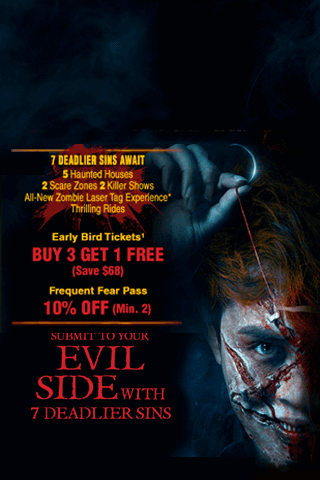 7 DEADLIER SINS AWAIT
5 Haunted Houses
2 Scare Zones 2 Killer Shows
All-New Zombie Laser Tag Experience*
Thrilling Rides
Early Bird Tickets¹
BUY 3 GET 1 FREE
(Save $68)
Frequent Fear Pass
10% OFF (Min. 2)
SUBMIT TO YOUR
EVIL
SIDE WITH
7 DEADLIER SINS